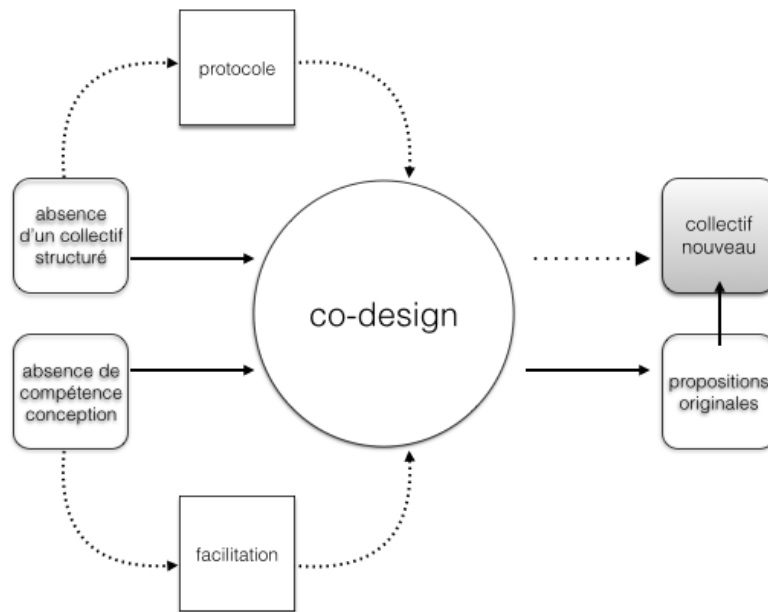 protocole
absence
d'un collectif
structuré
co-design
collectif
nouveau
absence de
compétence
conception
propositions
originales
facilitation